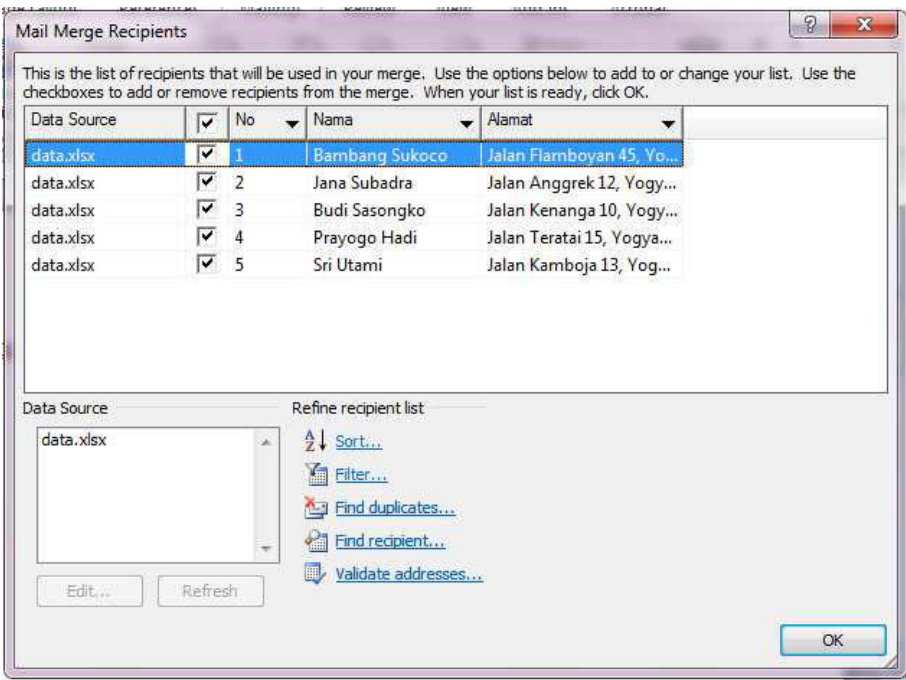 Mail Merge Recipients
This is the list of recipients that will be used in your merge. Use the options below to add to or change your list. Use the
checkboxes to add or remove recipients from the merge. When your list is ready, click OK.
Data Source No Nama Alamat
data.xlsx 1 Bambang Sukoco Jalan Flamboyan 45, Yo...
data.xlsx 2 Jana Subadra Jalan Anggrek 12, Yogy...
data.xlsx 3 Budi Sasongko Jalan Kenanga 10, Yogy...
data.xlsx 4 Prayogo Hadi Jalan Teratai 15, Yogya...
data.xlsx 5 Sri Utami Jalan Kamboja 13, Yog...
Data Source Refine recipient list
data.xlsx
Sort...
Filter...
Find duplicates...
Find recipient...
Validate addresses...
Edit... Refresh
OK